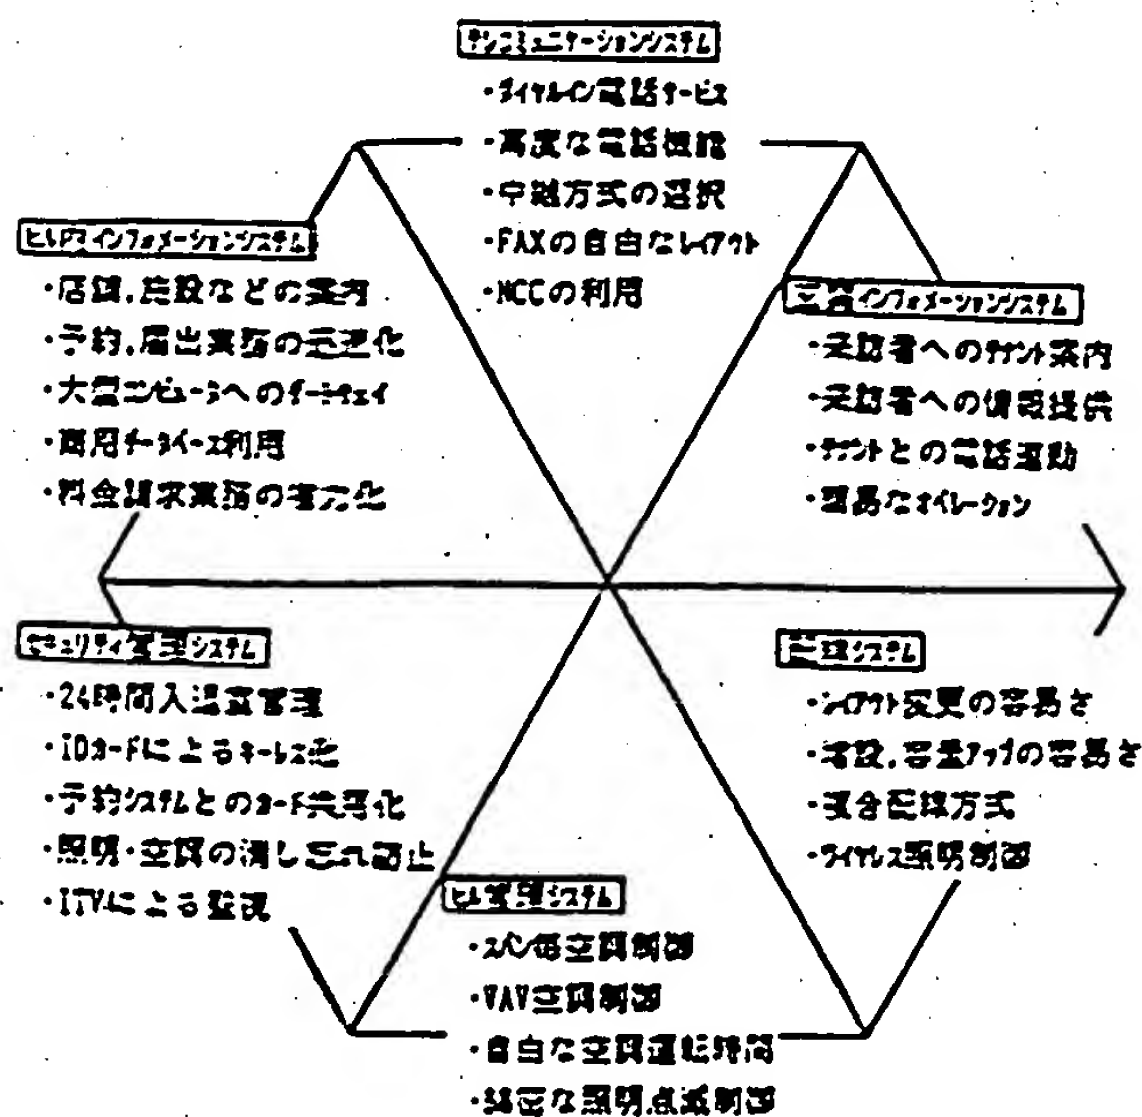 テレコミュニケーションシステム
・ダイヤルイン電話サービス
・高度な電話機能
・中継方式の選択
・FAXの自由なレイアウト
・NCCの利用
ビル内インフォメーションシステム
・店舗,施設などの案内
・予約,届出業務の迅速化
・大型コンピュータへのゲートウェイ
・商用データベース利用
・料金請求業務の省力化
インフォメーションシステム
・来訪者へのテナント案内
・来訪者への情報提供
・テナントとの電話連動
・簡易なオペレーション
セキュリティ管理システム
・24時間入退室管理
・IDカードによるキーレス化
・予約システムとのカード共用化
・照明・空調の消し忘れ防止
・ITVによる監視
システム
・レイアウト変更の容易さ
・増設,容量アップの容易さ
・複合配線方式
・ワイヤレス照明制御
ビル管理システム
・スパン毎空調制御
・VAV空調制御
・自由な空調運転時間
・綿密な照明点滅制御